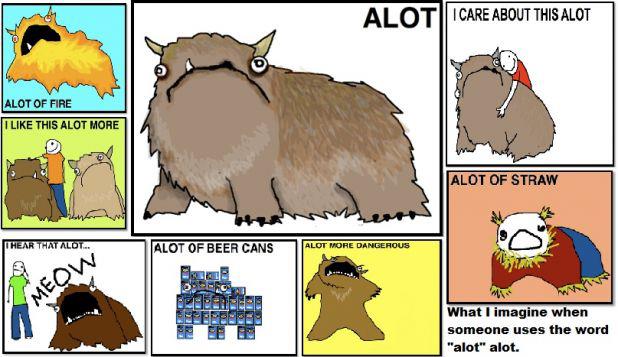 ALOT OF FIRE
I LIKE THIS ALOT MORE
ALOT
I CARE ABOUT THIS ALOT
ALOT OF STRAW
I HEAR THAT ALOT...
MEOW
ALOT OF BEER CANS
ALOT MORE DANGEROUS
What I imagine when
someone uses the word
"alot" alot.